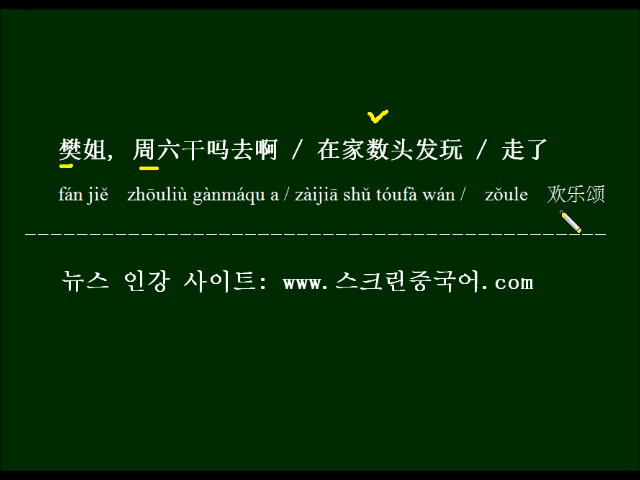 樊姐, 周六干吗去啊 / 在家数头发玩 / 走了
fán jiě zhōuliù gànmáqu a / zàijiā shǔ tóufà wán / zǒule 欢乐颂
뉴스 인강 사이트: www.스크린중국어.com